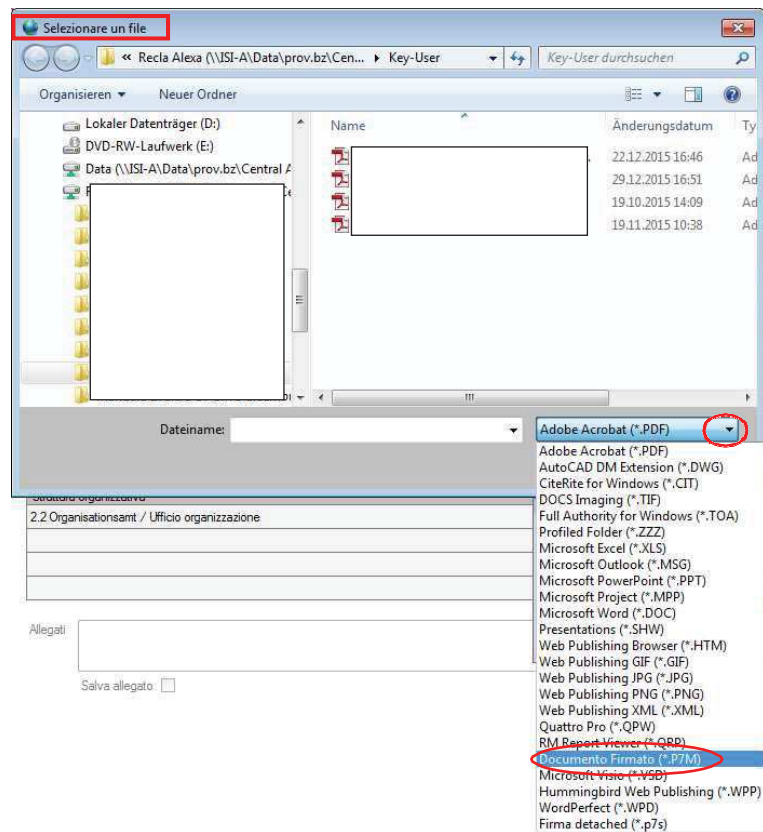 Selezionare un file
« Recla Alexa (\\ISI-A\Data\prov.bz\Cen... ▸ Key-User
Key-User durchsuchen
Organisieren
Neuer Ordner
Lokaler Datenträger (D:)
DVD-RW-Laufwerk (E:)
Data (\\ISI-A\Data\prov.bz\Central A
Name
Änderungsdatum
Ty
22.12.2015 16:46
Ad
29.12.2015 16:51
Ad
19.10.2015 14:09
Ad
19.11.2015 10:38
Ad
Dateiname:
Adobe Acrobat (*.PDF)
Adobe Acrobat (*.PDF)
AutoCAD DM Extension (*.DWG)
CiteRite for Windows (*.CIT)
DOCS Imaging (*.TIF)
Full Authority for Windows (*.TOA)
Profiled Folder (*.ZZZ)
Microsoft Excel (*.XLS)
Microsoft Outlook (*.MSG)
Microsoft PowerPoint (*.PPT)
Microsoft Project (*.MPP)
Microsoft Word (*.DOC)
Presentations (*.SHW)
Web Publishing Browser (*.HTM)
Web Publishing GIF (*.GIF)
Web Publishing JPG (*.JPG)
Web Publishing PNG (*.PNG)
Web Publishing XML (*.XML)
Quattro Pro (*.QPW)
RM Report Viewer (*.QRP)
Documento Firmato (*.P7M)
Microsoft Visio (*.VSD)
Hummingbird Web Publishing (*.WPP)
WordPerfect (*.WPD)
Firma detached (*.p7s)
Struttura organizzativa
2.2 Organisationsamt / Ufficio organizzazione
Allegati
Salva allegato